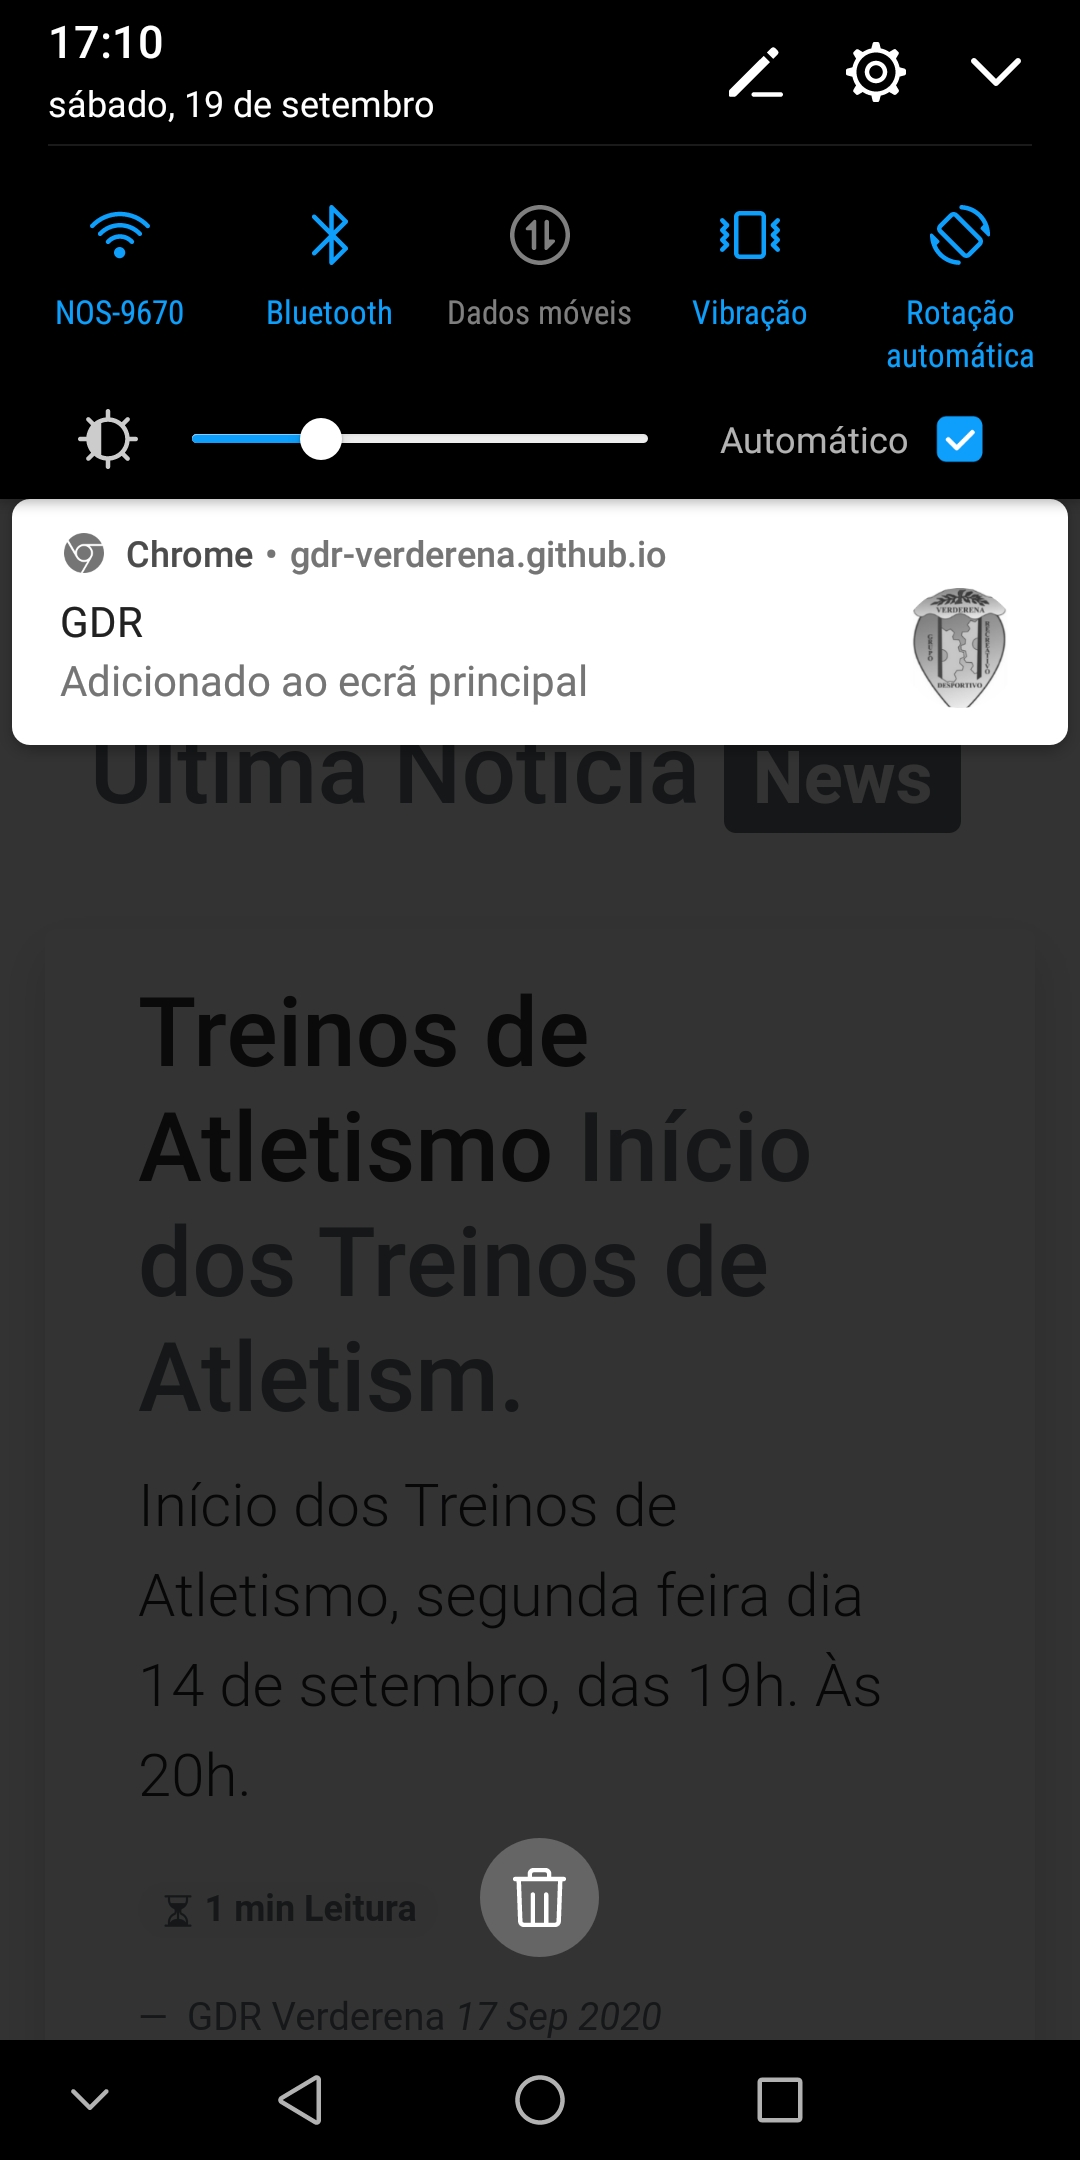 17:10
sábado, 19 de setembro
NOS-9670
Bluetooth
Dados móveis
Vibração
Rotação
automática
Automático
Chrome • gdr-verderena.github.io
GDR
Adicionado ao ecrã principal
VERDERENA
GRUPO
RECREATIVO
DESPORTIVO
Última Notícia News
Treinos de
Atletismo Início
dos Treinos de
Atletism.
Início dos Treinos de
Atletismo, segunda feira dia
14 de setembro, das 19h. Às
20h.
1 min Leitura
— GDR Verderena 17 Sep 2020